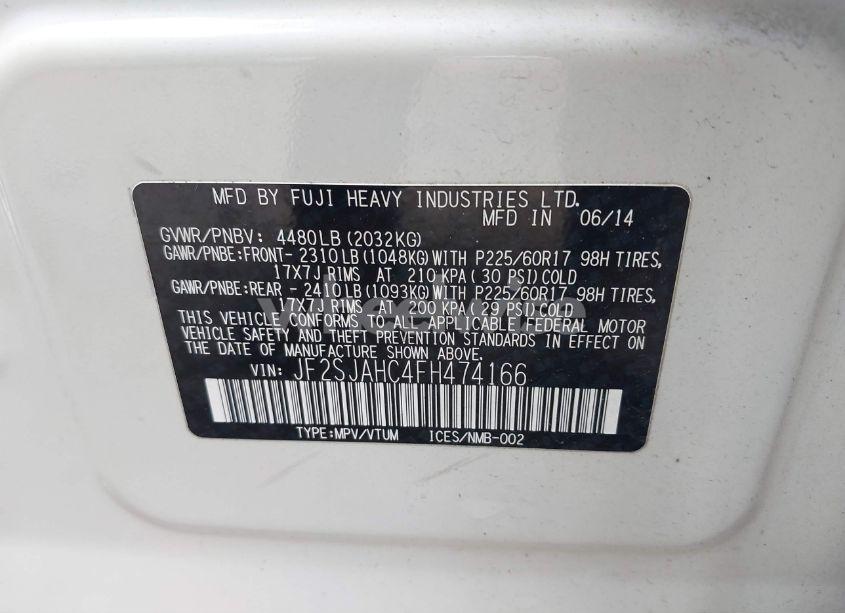 MFD BY FUJI HEAVY INDUSTRIES LTD.
MFD IN 06/14
GVWR/PNBV: 4480LB(2032KG)
GAWR/PNBE:FRONT- 2310LB(1048KG)WITH P225/60R17 98H TIRES,
17X7J RIMS AT 210 KPA(30 PSI)COLD
GAWR/PNBE:REAR - 2410LB(1093KG)WITH P225/60R17 98H TIRES,
17X7J RIMS AT 200 KPA(29 PSI)COLD
THIS VEHICLE CONFORMS TO ALL APPLICABLE FEDERAL MOTOR
VEHICLE SAFETY AND THEFT PREVENTION STANDARDS IN EFFECT ON
THE DATE OF MANUFACTURE SHOWN ABOVE.
VIN: JF2SJAHC4FH474166
TYPE:MPV/VTUM ICES/NMB-002